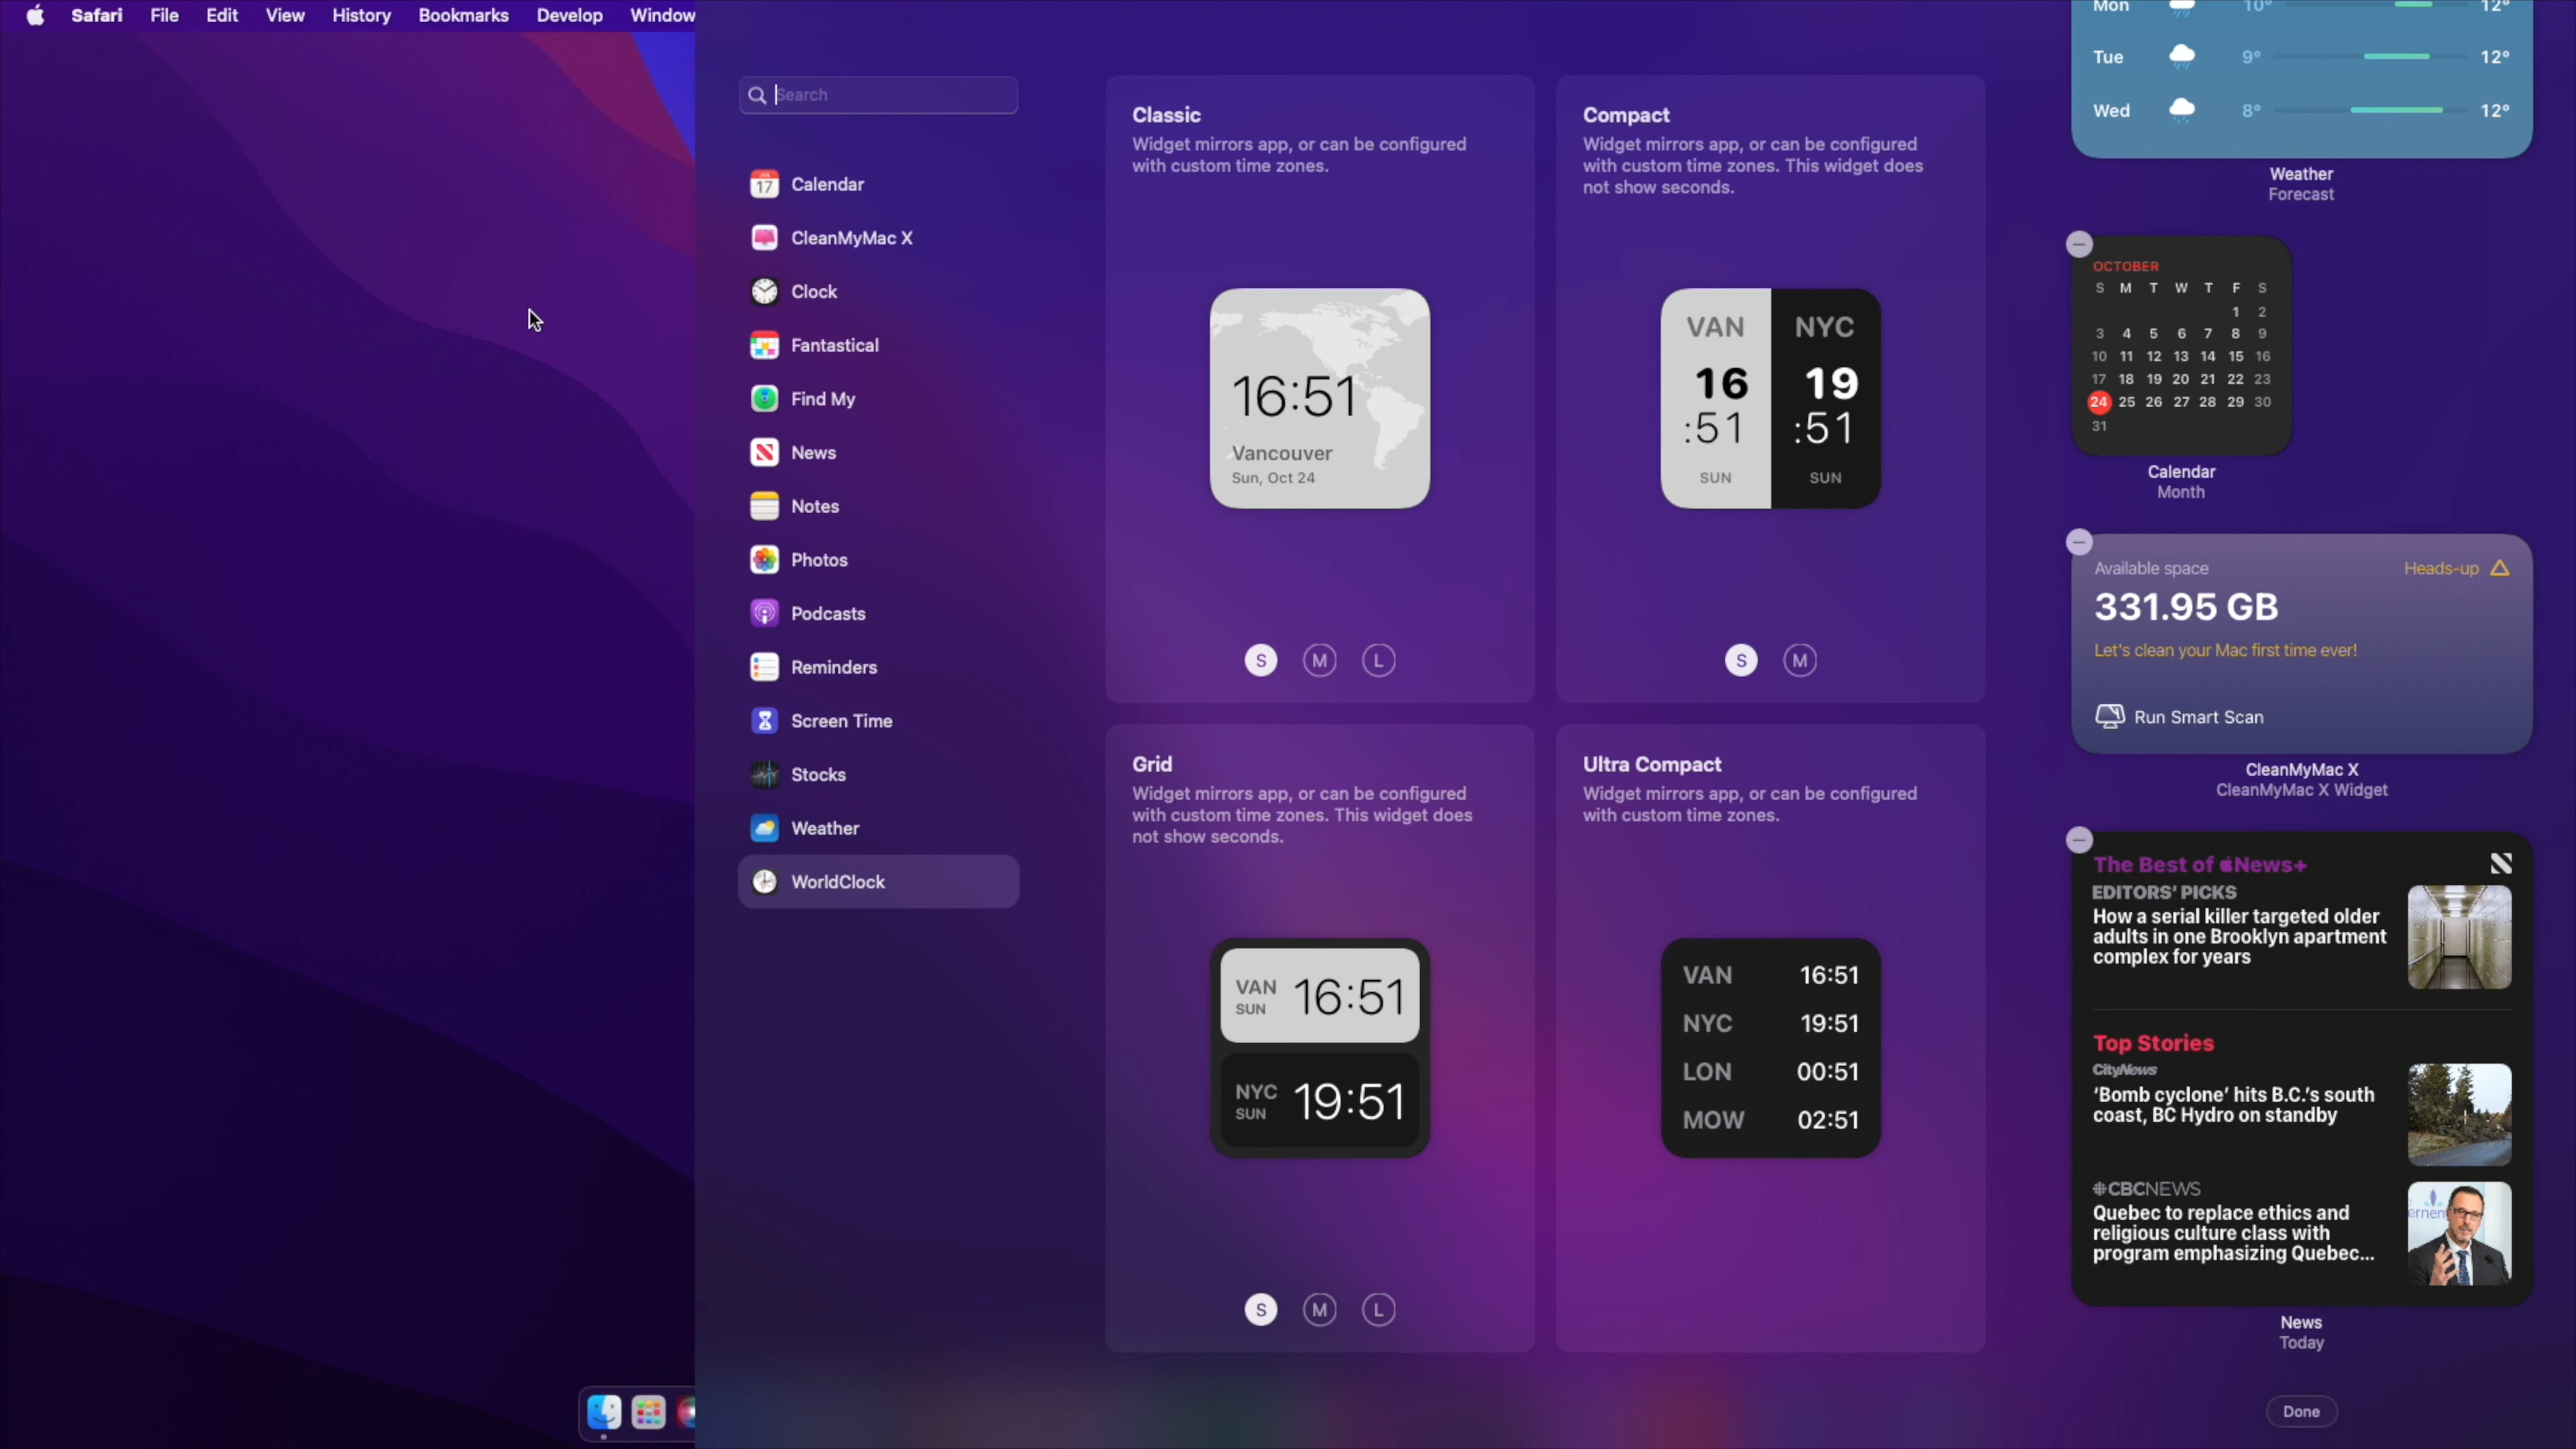 Safari File Edit View History Bookmarks Develop Window
Search
JUL
17
Calendar
CleanMyMac X
Clock
Fantastical
Find My
News
Notes
Photos
Podcasts
Reminders
Screen Time
Stocks
Weather
WorldClock
Classic
Widget mirrors app, or can be configured
with custom time zones.
16:51
Vancouver
Sun, Oct 24
S M L
Compact
Widget mirrors app, or can be configured
with custom time zones. This widget does
not show seconds.
VAN NYC
16 19
:51 :51
SUN SUN
S M
Grid
Widget mirrors app, or can be configured
with custom time zones. This widget does
not show seconds.
VAN
SUN
16:51
NYC
SUN
19:51
S M L
Ultra Compact
Widget mirrors app, or can be configured
with custom time zones.
VAN 16:51
NYC 19:51
LON 00:51
MOW 02:51
Mon 10° 12°
Tue 9° 12°
Wed 8° 12°
Weather
Forecast
OCTOBER
S M T W T F S
1 2
3 4 5 6 7 8 9
10 11 12 13 14 15 16
17 18 19 20 21 22 23
24 25 26 27 28 29 30
31
Calendar
Month
Available space Heads-up
331.95 GB
Let's clean your Mac first time ever!
Run Smart Scan
CleanMyMac X
CleanMyMac X Widget
The Best of News+
EDITORS' PICKS
How a serial killer targeted older
adults in one Brooklyn apartment
complex for years
Top Stories
CityNews
‘Bomb cyclone’ hits B.C.’s south
coast, BC Hydro on standby
CBCNEWS
Quebec to replace ethics and
religious culture class with
program emphasizing Quebec...
ernen
News
Today
Done